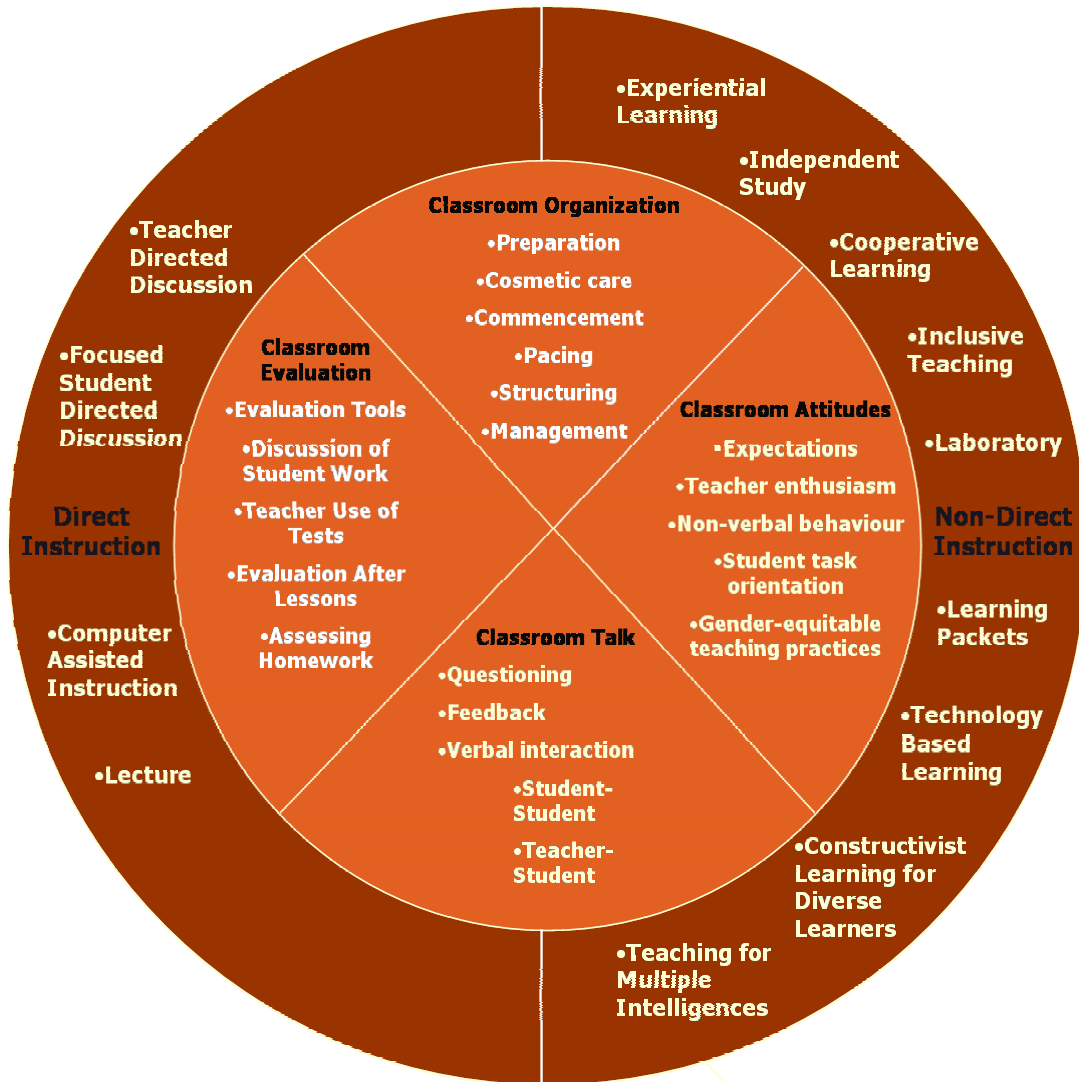 •Experiential
Learning
•Independent
Study
•Cooperative
Learning
•Inclusive
Teaching
•Laboratory
Non-Direct
Instruction
•Learning
Packets
•Technology
Based
Learning
•Constructivist
Learning for
Diverse
Learners
•Teaching for
Multiple
Intelligences
•Teacher
Directed
Discussion
•Focused
Student
Directed
Discussion
Direct
Instruction
•Computer
Assisted
Instruction
•Lecture
Classroom Organization
•Preparation
•Cosmetic care
•Commencement
•Pacing
•Structuring
•Management
Classroom
Evaluation
•Evaluation Tools
•Discussion of
Student Work
•Teacher Use of
Tests
•Evaluation After
Lessons
•Assessing
Homework
Classroom Attitudes
▪Expectations
•Teacher enthusiasm
•Non-verbal behaviour
•Student task
orientation
•Gender-equitable
teaching practices
Classroom Talk
•Questioning
•Feedback
•Verbal interaction
•Student-
Student
•Teacher-
Student